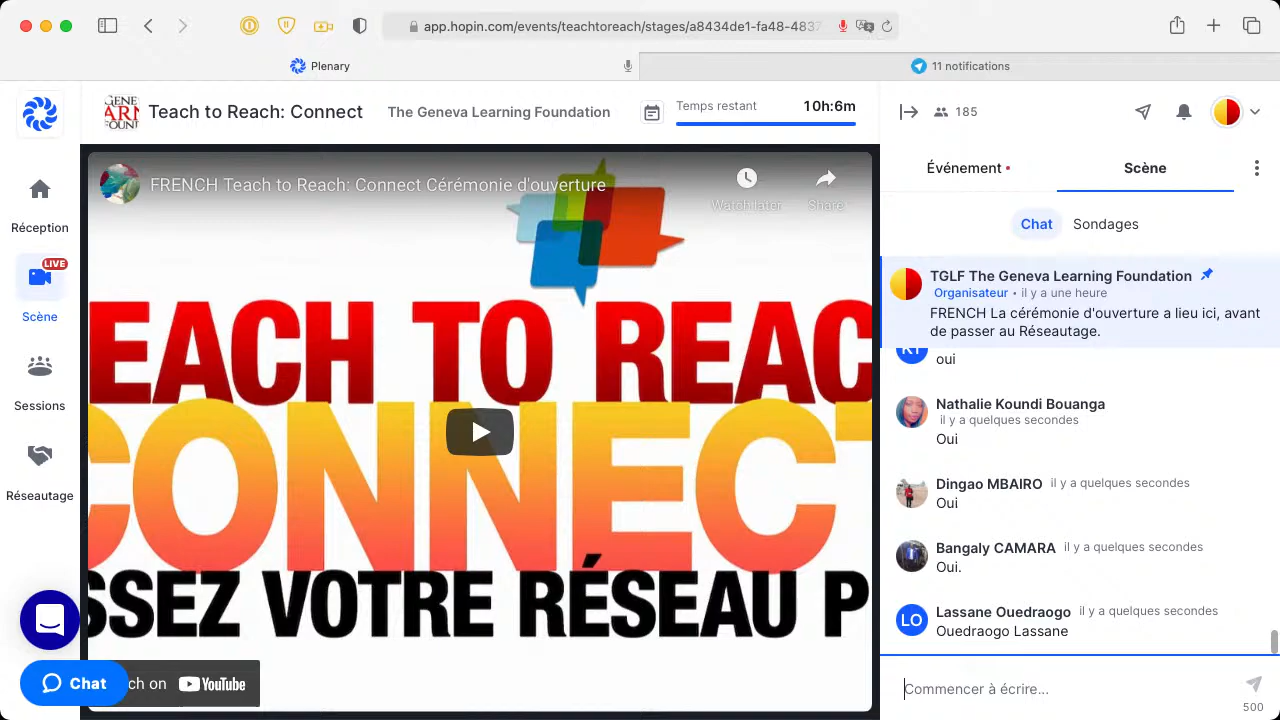 app.hopin.com/events/teachtoreach/stages/a8434de1-fa48-4837
Plenary
11 notifications
GENE
ARN
OUNT
Teach to Reach: Connect
The Geneva Learning Foundation
Temps restant
10h:6m
185
Réception
LIVE
Scène
Sessions
Réseautage
FRENCH Teach to Reach: Connect Cérémonie d'ouverture
Watch later
Share
EACH TO REAC
CONNECT
SSEZ VOTRE RÉSEAU P
Chat
ch on YouTube
Événement
Scène
Chat
Sondages
TGLF The Geneva Learning Foundation
Organisateur • il y a une heure
FRENCH La cérémonie d'ouverture a lieu ici, avant
de passer au Réseautage.
oui
Nathalie Koundi Bouanga
il y a quelques secondes
Oui
Dingao MBAIRO il y a quelques secondes
Oui
Bangaly CAMARA il y a quelques secondes
Oui.
LO
Lassane Ouedraogo il y a quelques secondes
Ouedraogo Lassane
Commencer à écrire...
500